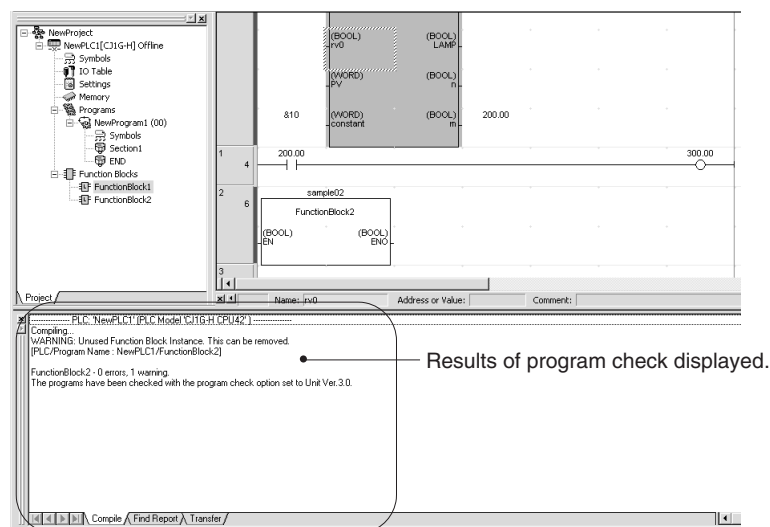 NewProject
NewPLC1[CJ1G-H] Offline
Symbols
IO Table
Settings
Memory
Programs
NewProgram1 (00)
Symbols
Section1
END
Function Blocks
FunctionBlock1
FunctionBlock2
Project
(BOOL) (BOOL)
rv0 LAMP
(WORD) (BOOL)
PV n
&10 (WORD) (BOOL) 200.00
constant m
1 200.00 300.00
4
2 sample02
6 FunctionBlock2
(BOOL) (BOOL)
EN ENO
3
Name: rv0 Address or Value: Comment:
--------------- PLC: 'NewPLC1' (PLC Model 'CJ1G-H CPU42' ) ---------------
Compiling...
WARNING: Unused Function Block Instance. This can be removed.
[PLC/Program Name : NewPLC1/FunctionBlock2]
FunctionBlock2 - 0 errors, 1 warning.
The programs have been checked with the program check option set to Unit Ver.3.0.
Results of program check displayed.
Compile Find Report Transfer